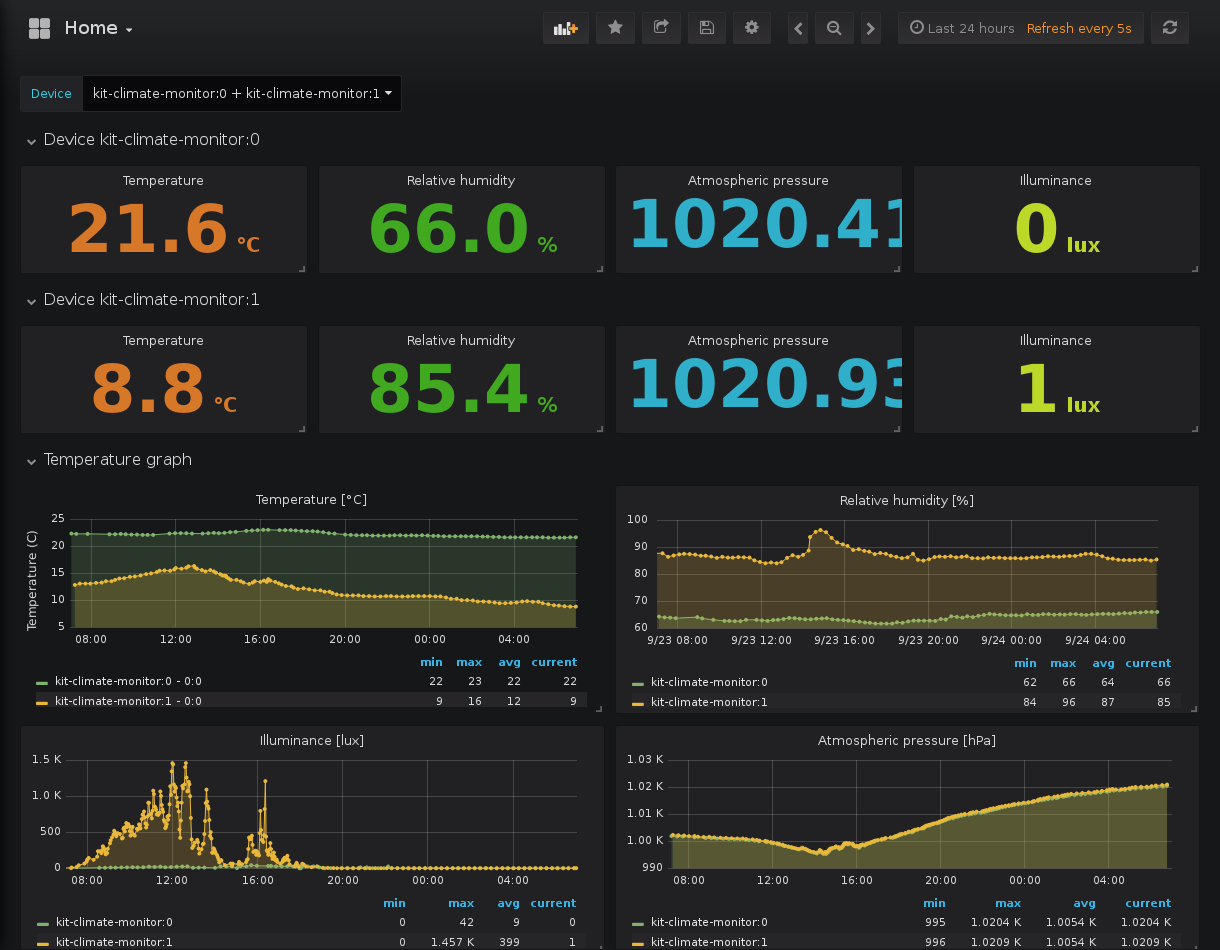 Home
Last 24 hours Refresh every 5s
Device kit-climate-monitor:0 + kit-climate-monitor:1
Device kit-climate-monitor:0
Temperature Relative humidity Atmospheric pressure Illuminance
21.6 °C 66.0 % 1020.41 0 lux
Device kit-climate-monitor:1
Temperature Relative humidity Atmospheric pressure Illuminance
8.8 °C 85.4 % 1020.93 1 lux
Temperature graph
Temperature [°C]
Temperature (C)
25
20
15
10
5
08:00 12:00 16:00 20:00 00:00 04:00
min max avg current
kit-climate-monitor:0 - 0:0 22 23 22 22
kit-climate-monitor:1 - 0:0 9 16 12 9
Relative humidity [%]
100
90
80
70
60
9/23 08:00 9/23 12:00 9/23 16:00 9/23 20:00 9/24 00:00 9/24 04:00
min max avg current
kit-climate-monitor:0 62 66 64 66
kit-climate-monitor:1 84 96 87 85
Illuminance [lux]
1.5 K
1.0 K
500
0
08:00 12:00 16:00 20:00 00:00 04:00
min max avg current
kit-climate-monitor:0 0 42 9 0
kit-climate-monitor:1 0 1.457 K 399 1
Atmospheric pressure [hPa]
1.03 K
1.02 K
1.01 K
1.00 K
990
08:00 12:00 16:00 20:00 00:00 04:00
min max avg current
kit-climate-monitor:0 995 1.0204 K 1.0054 K 1.0204 K
kit-climate-monitor:1 996 1.0209 K 1.0054 K 1.0209 K